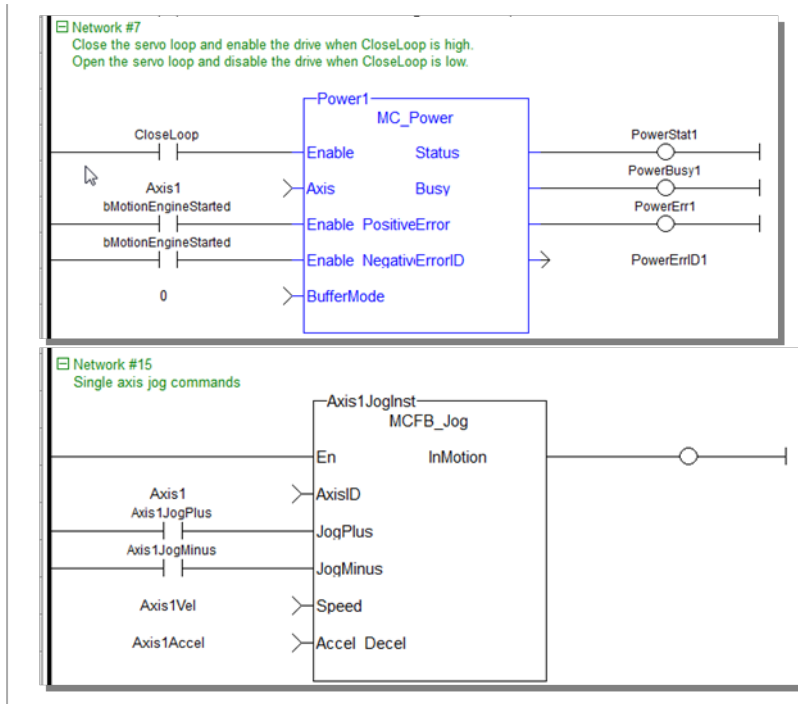 Network #7
Close the servo loop and enable the drive when CloseLoop is high.
Open the servo loop and disable the drive when CloseLoop is low.
Power1
MC_Power
CloseLoop
Enable Status
PowerStat1
Axis1
Axis Busy
PowerBusy1
bMotionEngineStarted
Enable PositiveError
PowerErr1
bMotionEngineStarted
Enable NegativErrorID
PowerErrID1
0
BufferMode
Network #15
Single axis jog commands
Axis1JogInst
MCFB_Jog
En InMotion
Axis1
AxisID
Axis1JogPlus
JogPlus
Axis1JogMinus
JogMinus
Axis1Vel
Speed
Axis1Accel
Accel Decel